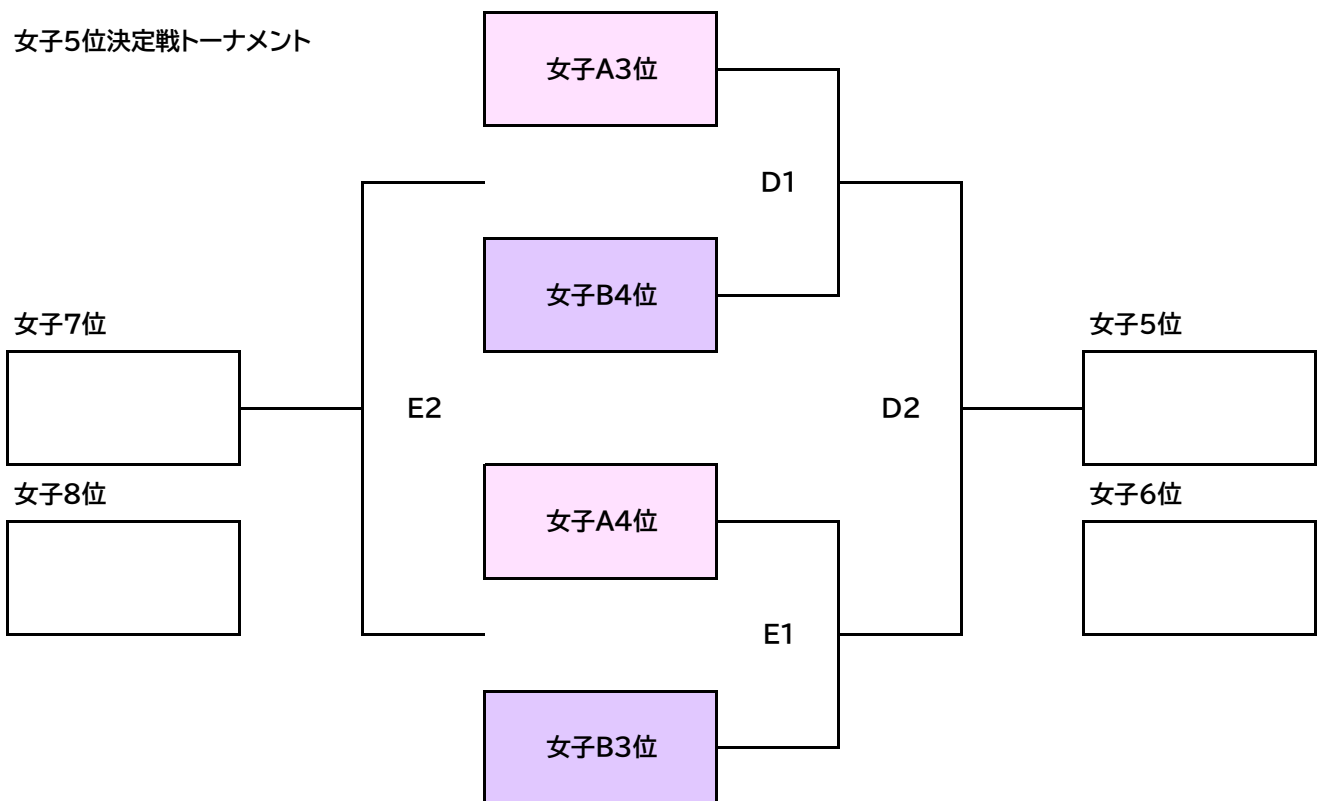 女子5位決定戦トーナメント
女子A3位
D1
女子B4位
女子7位
女子5位
E2
D2
女子8位
女子6位
女子A4位
E1
女子B3位